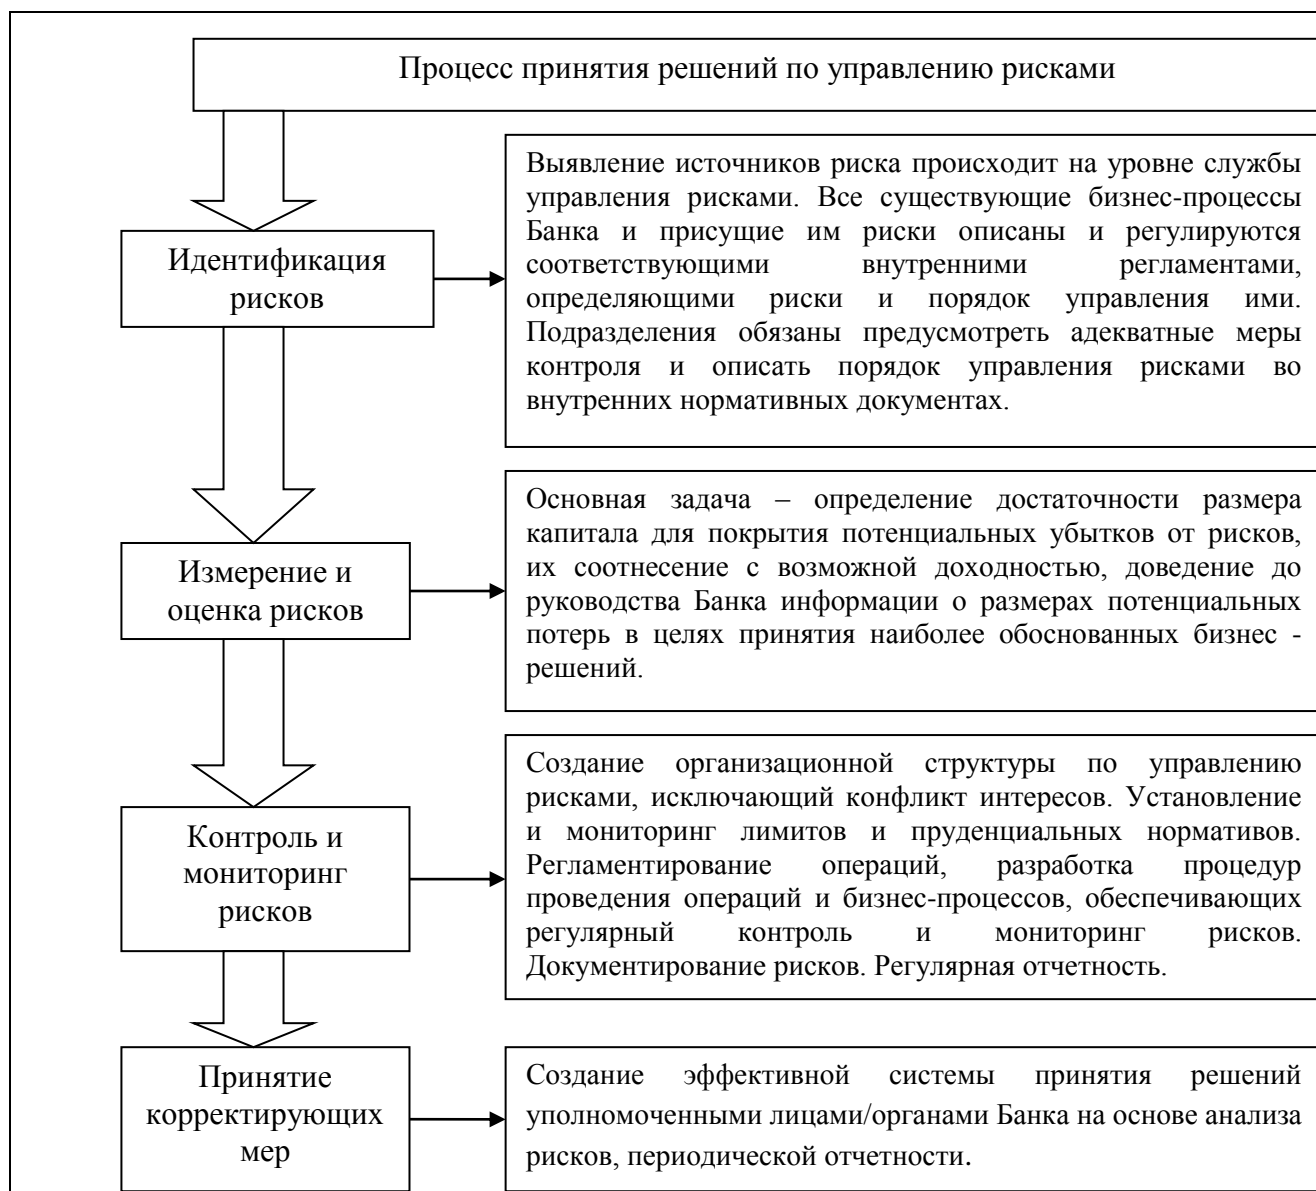 Процесс принятия решений по управлению рисками
Идентификация
рисков
Выявление источников риска происходит на уровне службы
управления рисками. Все существующие бизнес-процессы
Банка и присущие им риски описаны и регулируются
соответствующими внутренними регламентами,
определяющими риски и порядок управления ими.
Подразделения обязаны предусмотреть адекватные меры
контроля и описать порядок управления рисками во
внутренних нормативных документах.
Измерение и
оценка рисков
Основная задача – определение достаточности размера
капитала для покрытия потенциальных убытков от рисков,
их соотнесение с возможной доходностью, доведение до
руководства Банка информации о размерах потенциальных
потерь в целях принятия наиболее обоснованных бизнес -
решений.
Контроль и
мониторинг
рисков
Создание организационной структуры по управлению
рисками, исключающий конфликт интересов. Установление
и мониторинг лимитов и пруденциальных нормативов.
Регламентирование операций, разработка процедур
проведения операций и бизнес-процессов, обеспечивающих
регулярный контроль и мониторинг рисков.
Документирование рисков. Регулярная отчетность.
Принятие
корректирующих
мер
Создание эффективной системы принятия решений
уполномоченными лицами/органами Банка на основе анализа
рисков, периодической отчетности.